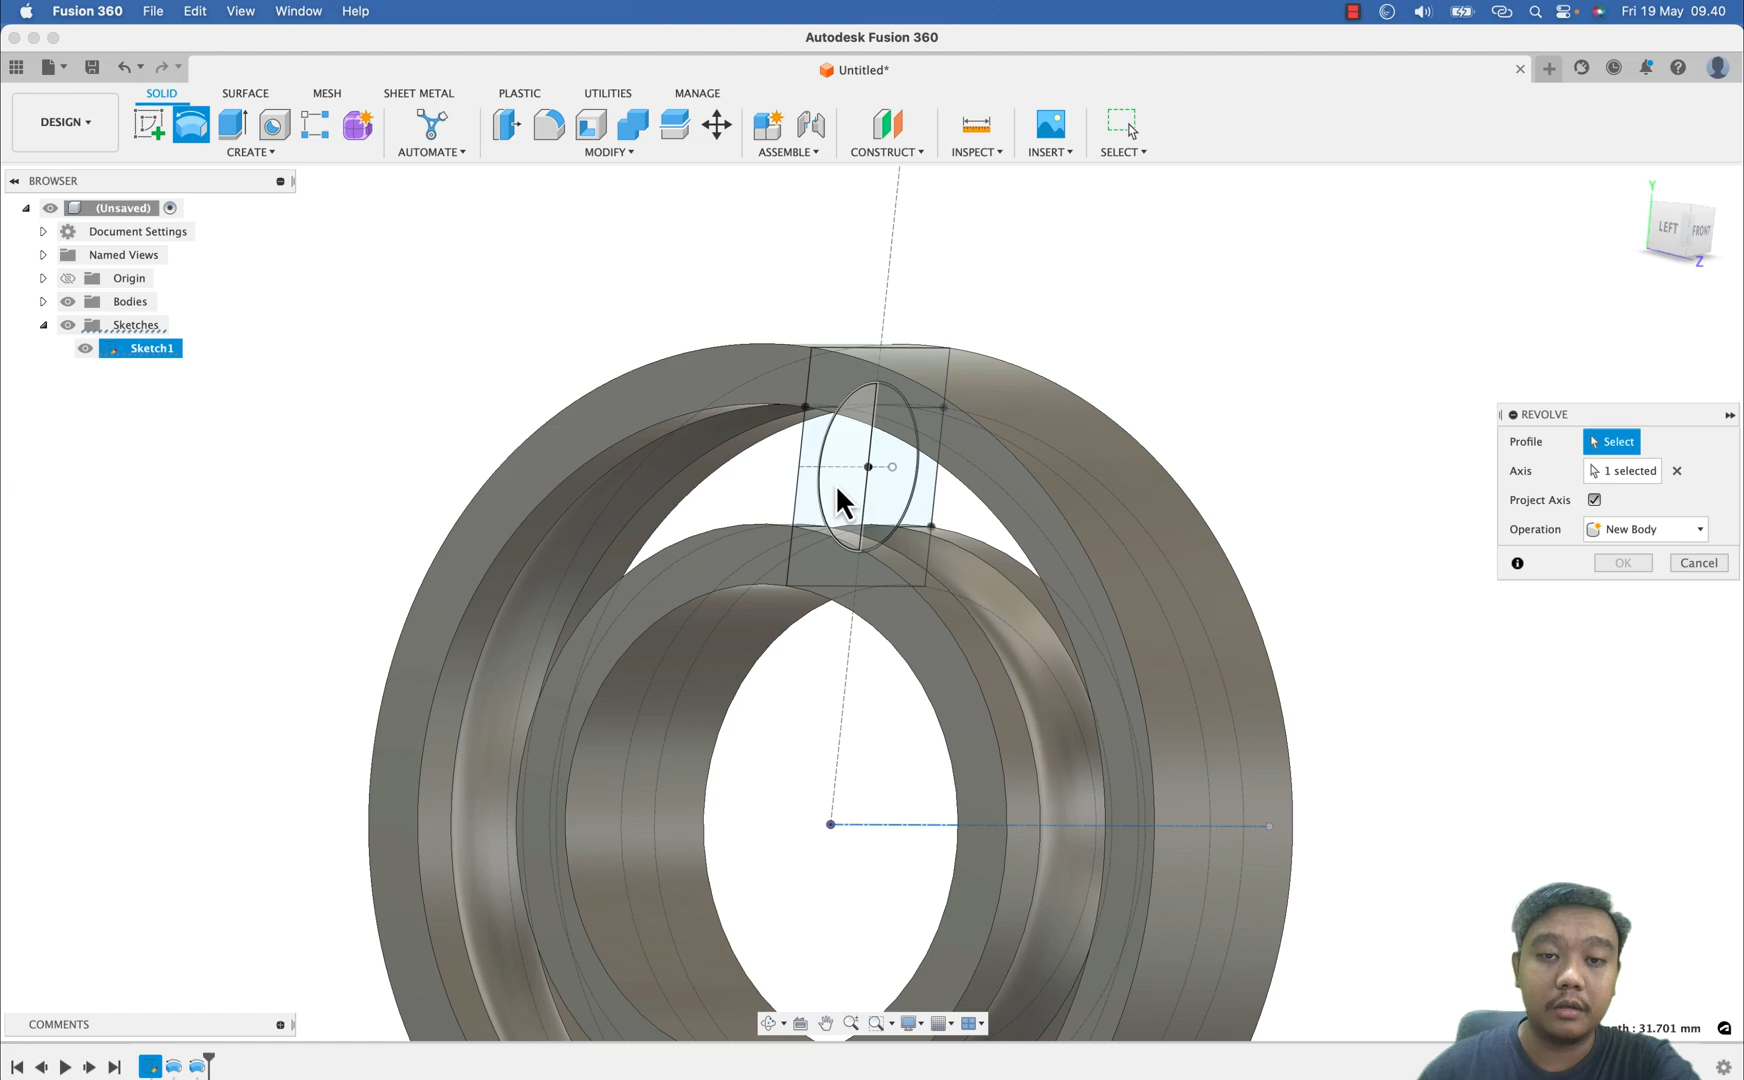 Fusion 360 File Edit View Window Help
Fri 19 May 09.40
Autodesk Fusion 360
Untitled*
DESIGN
SOLID SURFACE MESH SHEET METAL PLASTIC UTILITIES MANAGE
CREATE AUTOMATE MODIFY ASSEMBLE CONSTRUCT INSPECT INSERT SELECT
BROWSER
(Unsaved)
Document Settings
Named Views
Origin
Bodies
Sketches
Sketch1
Y
LEFT FRONT
Z
REVOLVE
Profile Select
Axis 1 selected
Project Axis
Operation New Body
OK Cancel
COMMENTS
: 31.701 mm